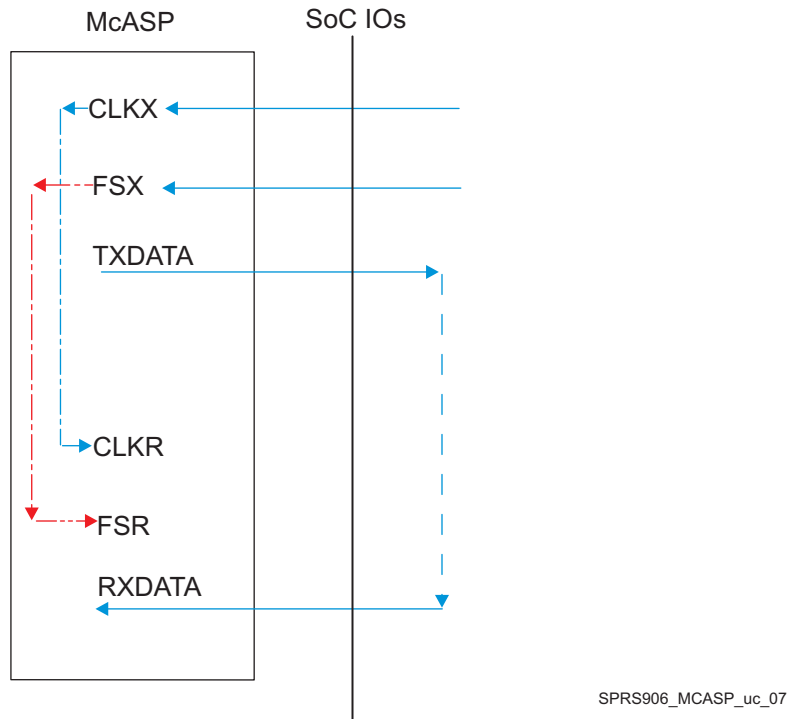 McASP
SoC IOs
CLKX
FSX
TXDATA
CLKR
FSR
RXDATA
SPRS906_MCASP_uc_07